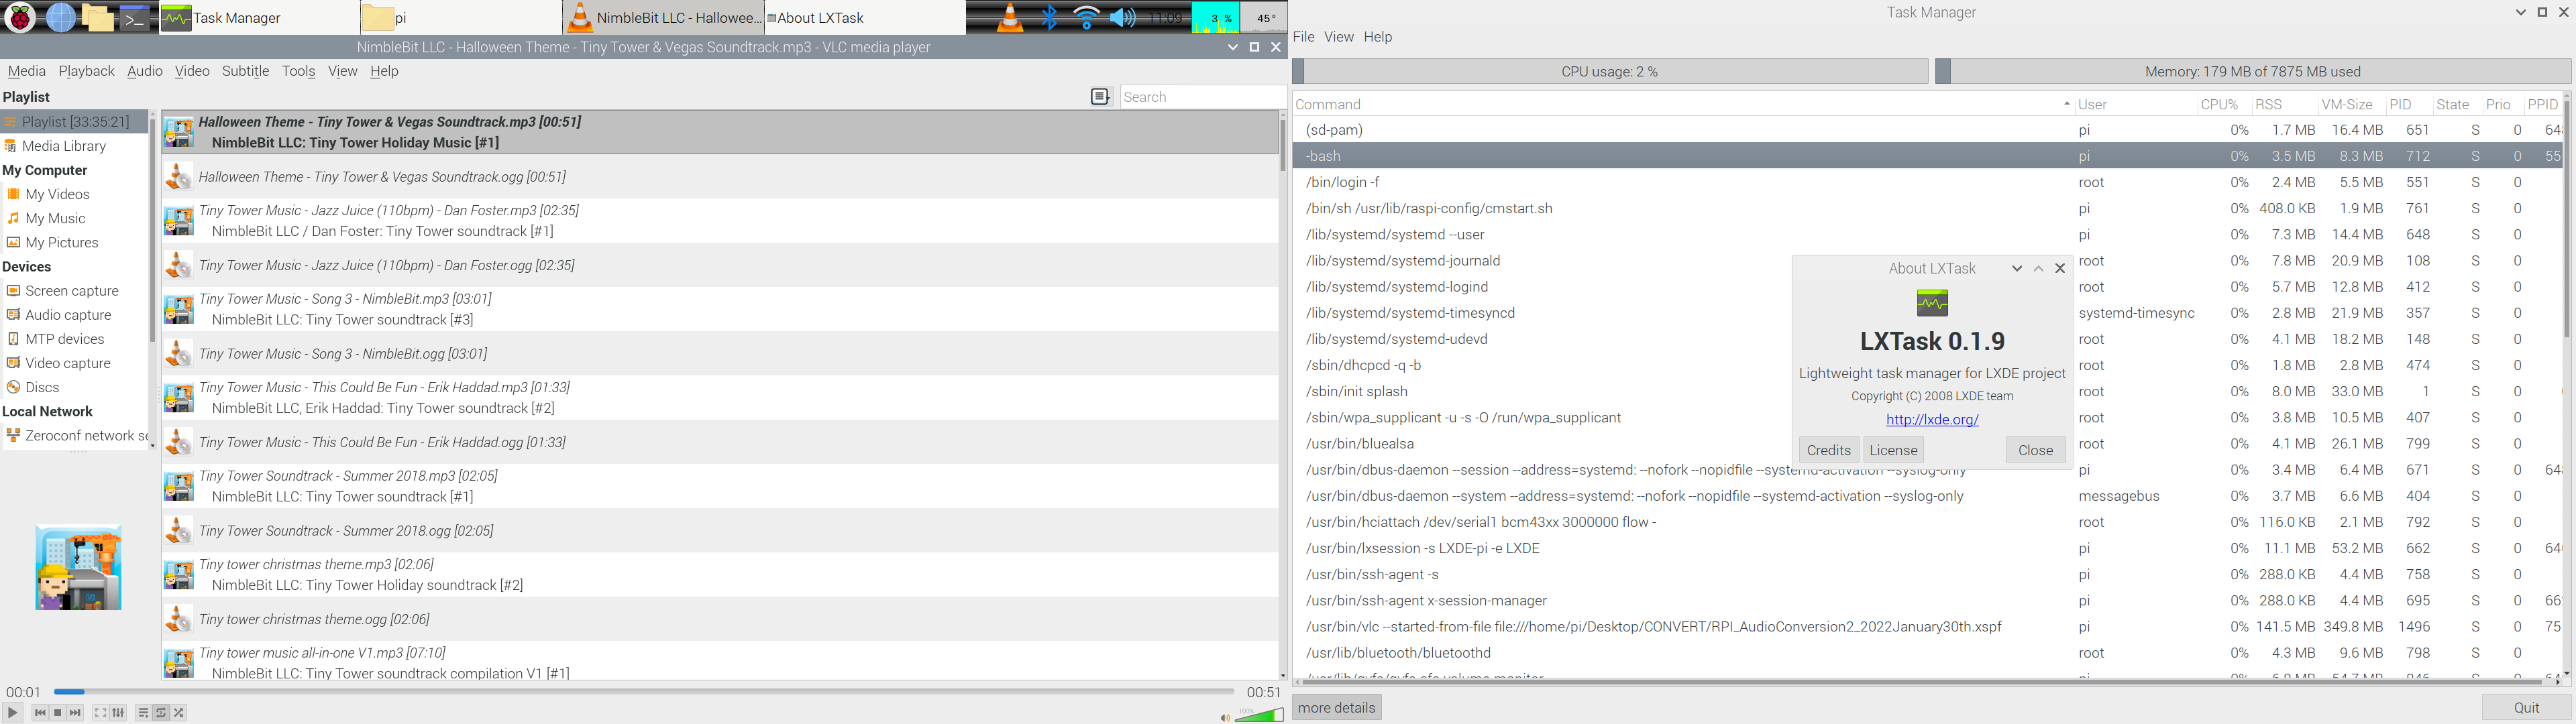 Task Manager
pi
NimbleBit LLC - Hallowee...
About LXTask
11:09
3 %
45°
NimbleBit LLC - Halloween Theme - Tiny Tower & Vegas Soundtrack.mp3 - VLC media player
Media Playback Audio Video Subtitle Tools View Help
Playlist
Search
Playlist [33:35:21]
Media Library
My Computer
My Videos
My Music
My Pictures
Devices
Screen capture
Audio capture
MTP devices
Video capture
Discs
Local Network
Zeroconf network se
Halloween Theme - Tiny Tower & Vegas Soundtrack.mp3 [00:51]
NimbleBit LLC: Tiny Tower Holiday Music [#1]
Halloween Theme - Tiny Tower & Vegas Soundtrack.ogg [00:51]
Tiny Tower Music - Jazz Juice (110bpm) - Dan Foster.mp3 [02:35]
NimbleBit LLC / Dan Foster: Tiny Tower soundtrack [#1]
Tiny Tower Music - Jazz Juice (110bpm) - Dan Foster.ogg [02:35]
Tiny Tower Music - Song 3 - NimbleBit.mp3 [03:01]
NimbleBit LLC: Tiny Tower soundtrack [#3]
Tiny Tower Music - Song 3 - NimbleBit.ogg [03:01]
Tiny Tower Music - This Could Be Fun - Erik Haddad.mp3 [01:33]
NimbleBit LLC, Erik Haddad: Tiny Tower soundtrack [#2]
Tiny Tower Music - This Could Be Fun - Erik Haddad.ogg [01:33]
Tiny Tower Soundtrack - Summer 2018.mp3 [02:05]
NimbleBit LLC: Tiny Tower soundtrack [#1]
Tiny Tower Soundtrack - Summer 2018.ogg [02:05]
Tiny tower christmas theme.mp3 [02:06]
NimbleBit LLC: Tiny Tower Holiday soundtrack [#2]
Tiny tower christmas theme.ogg [02:06]
Tiny tower music all-in-one V1.mp3 [07:10]
NimbleBit LLC: Tiny Tower soundtrack compilation V1 [#1]
00:01
00:51
100%
Task Manager
File View Help
CPU usage: 2 %
Memory: 179 MB of 7875 MB used
Command User CPU% RSS VM-Size PID State Prio PPID
(sd-pam) pi 0% 1.7 MB 16.4 MB 651 S 0 64
-bash pi 0% 3.5 MB 8.3 MB 712 S 0 55
/bin/login -f root 0% 2.4 MB 5.5 MB 551 S 0
/bin/sh /usr/lib/raspi-config/cmstart.sh pi 0% 408.0 KB 1.9 MB 761 S 0
/lib/systemd/systemd --user pi 0% 7.3 MB 14.4 MB 648 S 0
/lib/systemd/systemd-journald root 0% 7.8 MB 20.9 MB 108 S 0
/lib/systemd/systemd-logind root 0% 5.7 MB 12.8 MB 412 S 0
/lib/systemd/systemd-timesyncd systemd-timesync 0% 2.8 MB 21.9 MB 357 S 0
/lib/systemd/systemd-udevd root 0% 4.1 MB 18.2 MB 148 S 0
/sbin/dhcpcd -q -b root 0% 1.8 MB 2.8 MB 474 S 0
/sbin/init splash root 0% 8.0 MB 33.0 MB 1 S 0
/sbin/wpa_supplicant -u -s -O /run/wpa_supplicant root 0% 3.8 MB 10.5 MB 407 S 0
/usr/bin/bluealsa root 0% 4.1 MB 26.1 MB 799 S 0
/usr/bin/dbus-daemon --session --address=systemd: --nofork --nopidfile --systemd-activation --syslog-only pi 0% 3.4 MB 6.4 MB 671 S 0 64
/usr/bin/dbus-daemon --system --address=systemd: --nofork --nopidfile --systemd-activation --syslog-only messagebus 0% 3.7 MB 6.6 MB 404 S 0
/usr/bin/hciattach /dev/serial1 bcm43xx 3000000 flow - root 0% 116.0 KB 2.1 MB 792 S 0
/usr/bin/lxsession -s LXDE-pi -e LXDE pi 0% 11.1 MB 53.2 MB 662 S 0 64
/usr/bin/ssh-agent -s pi 0% 288.0 KB 4.4 MB 758 S 0
/usr/bin/ssh-agent x-session-manager pi 0% 288.0 KB 4.4 MB 695 S 0 66
/usr/bin/vlc --started-from-file file:///home/pi/Desktop/CONVERT/RPI_AudioConversion2_2022January30th.xspf pi 0% 141.5 MB 349.8 MB 1496 S 0 75
/usr/lib/bluetooth/bluetoothd root 0% 4.3 MB 9.6 MB 798 S 0
About LXTask
LXTask 0.1.9
Lightweight task manager for LXDE project
Copyright (C) 2008 LXDE team
http://lxde.org/
Credits License Close
more details
Quit